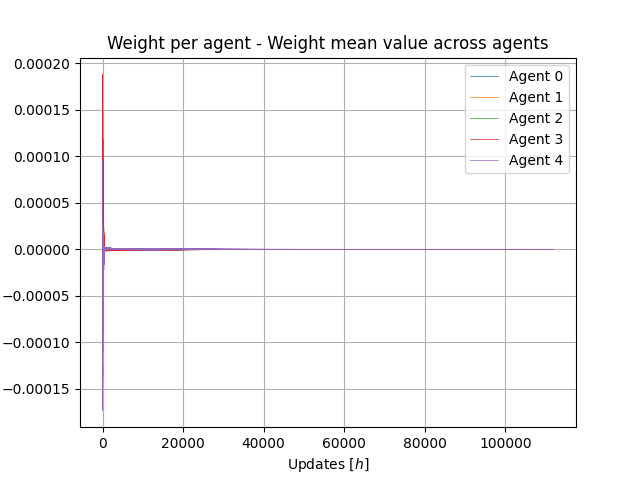 Weight per agent - Weight mean value across agents
0.00020
0.00015
0.00010
0.00005
0.00000
−0.00005
−0.00010
−0.00015
Agent 0
Agent 1
Agent 2
Agent 3
Agent 4
0 20000 40000 60000 80000 100000
Updates [h]